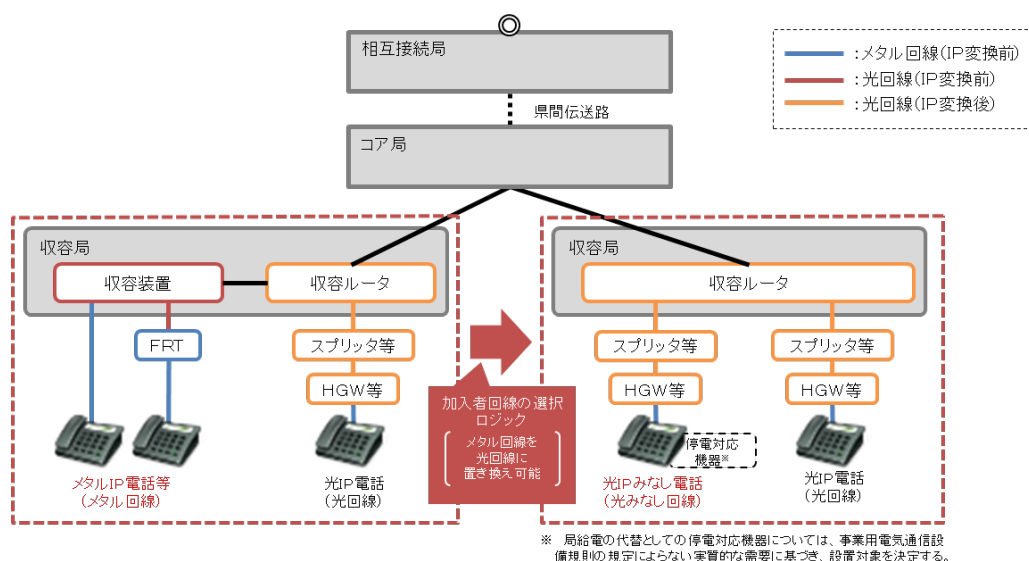 相互接続局
県間伝送路
コア局
:メタル回線(IP変換前)
:光回線(IP変換前)
:光回線(IP変換後)
収容局
収容装置
収容ルータ
FRT
スプリッタ等
HGW等
メタルIP電話等
(メタル回線)
光IP電話
(光回線)
加入者回線の選択
ロジック
メタル回線を
光回線に
置き換え可能
収容局
収容ルータ
スプリッタ等
スプリッタ等
HGW等
HGW等
停電対応
機器※
光IPみなし電話
(光みなし回線)
光IP電話
(光回線)
※ 局給電の代替としての停電対応機器については、事業用電気通信設
備規則の規定によらない実質的な需要に基づき、設置対象を決定する。